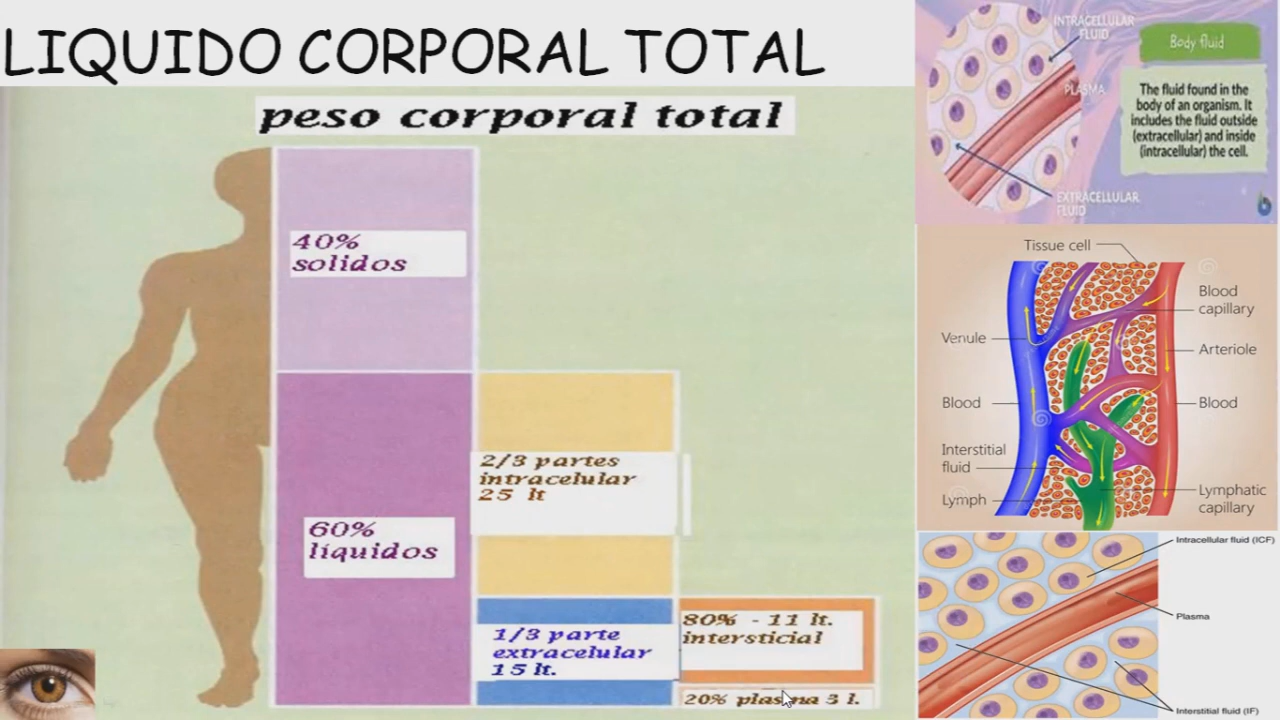 LIQUIDO CORPORAL TOTAL
peso corporal total
40%
solidos
60%
líquidos
2/3 partes
intracelular
25 lt
1/3 parte
extracelular
15 lt.
80% - 11 lt.
intersticial
20% plasma 3 l.
INTRACELLULAR
FLUID
PLASMA
EXTRACELLULAR
FLUID
Body fluid
The fluid found in the
body of an organism. It
includes the fluid outside
(extracellular) and inside
(intracellular) the cell.
Tissue cell
Blood
capillary
Venule
Arteriole
Blood
Blood
Interstitial
fluid
Lymph
Lymphatic
capillary
Intracellular fluid (ICF)
Plasma
Interstitial fluid (IF)